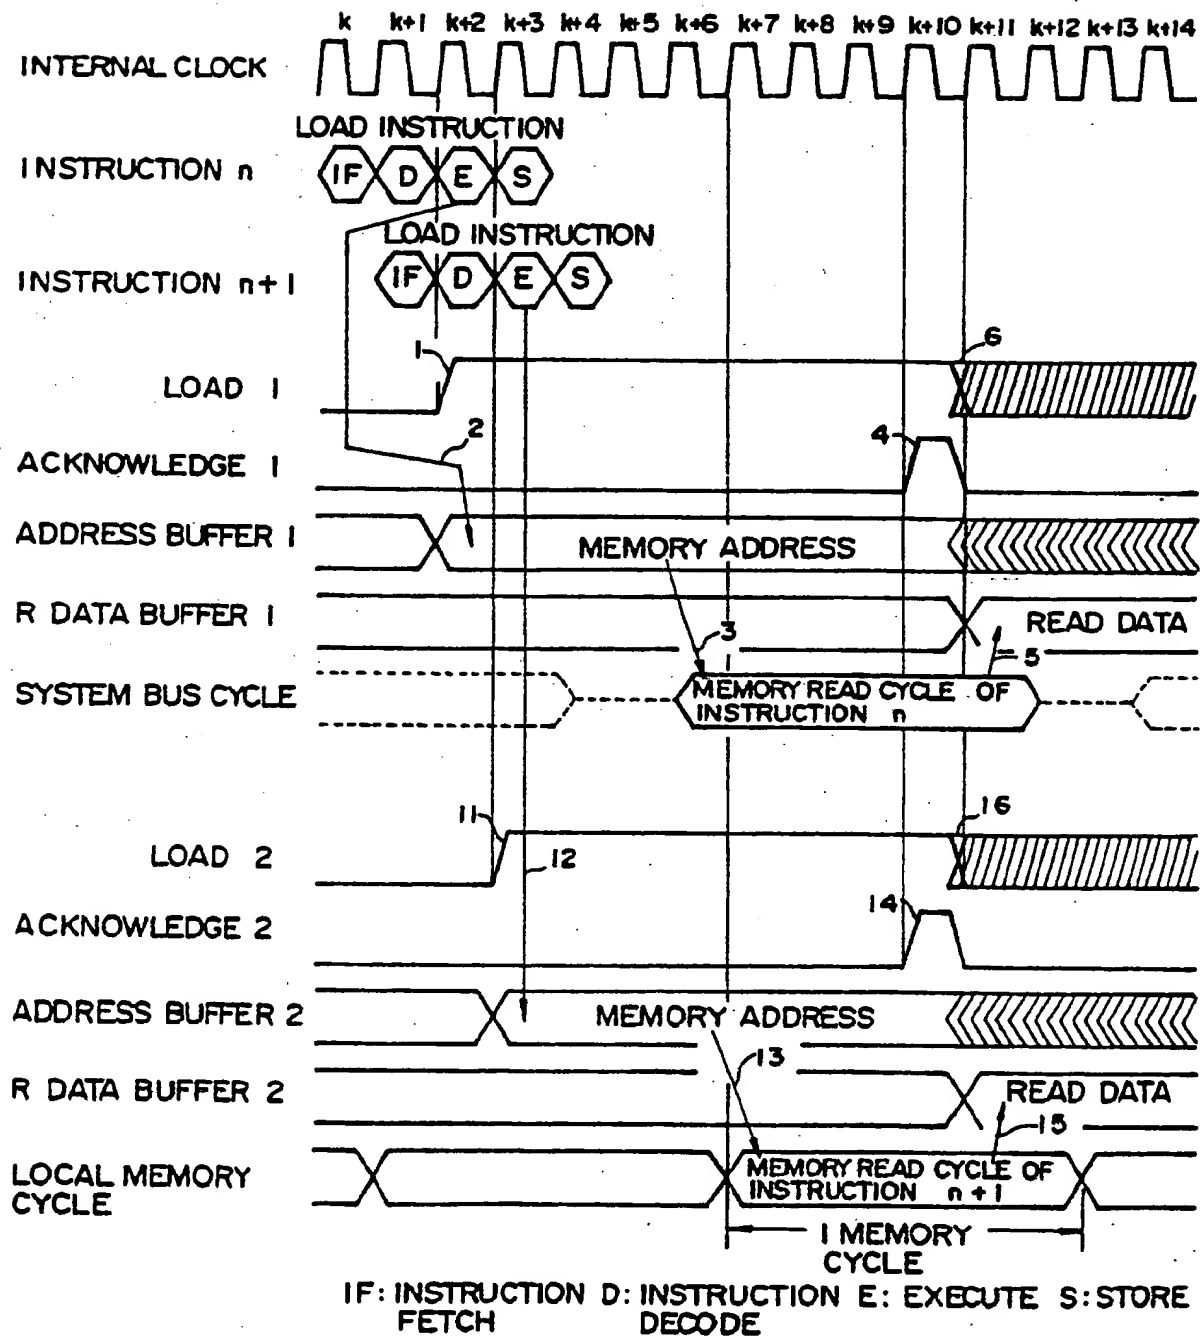 k k+1 k+2 k+3 k+4 k+5 k+6 k+7 k+8 k+9 k+10 k+11 k+12 k+13 k+14
INTERNAL CLOCK
LOAD INSTRUCTION
INSTRUCTION n IF D E S
LOAD INSTRUCTION
INSTRUCTION n+1 IF D E S
1 6
LOAD 1
2 4
ACKNOWLEDGE 1
ADDRESS BUFFER 1 MEMORY ADDRESS
R DATA BUFFER 1 3 READ DATA
5
SYSTEM BUS CYCLE MEMORY READ CYCLE OF
INSTRUCTION n
11 16
LOAD 2 12
14
ACKNOWLEDGE 2
ADDRESS BUFFER 2 MEMORY ADDRESS
13
R DATA BUFFER 2 READ DATA
15
LOCAL MEMORY
CYCLE
MEMORY READ CYCLE OF
INSTRUCTION n+1
1 MEMORY
CYCLE
IF: INSTRUCTION D: INSTRUCTION E: EXECUTE S: STORE
FETCH DECODE